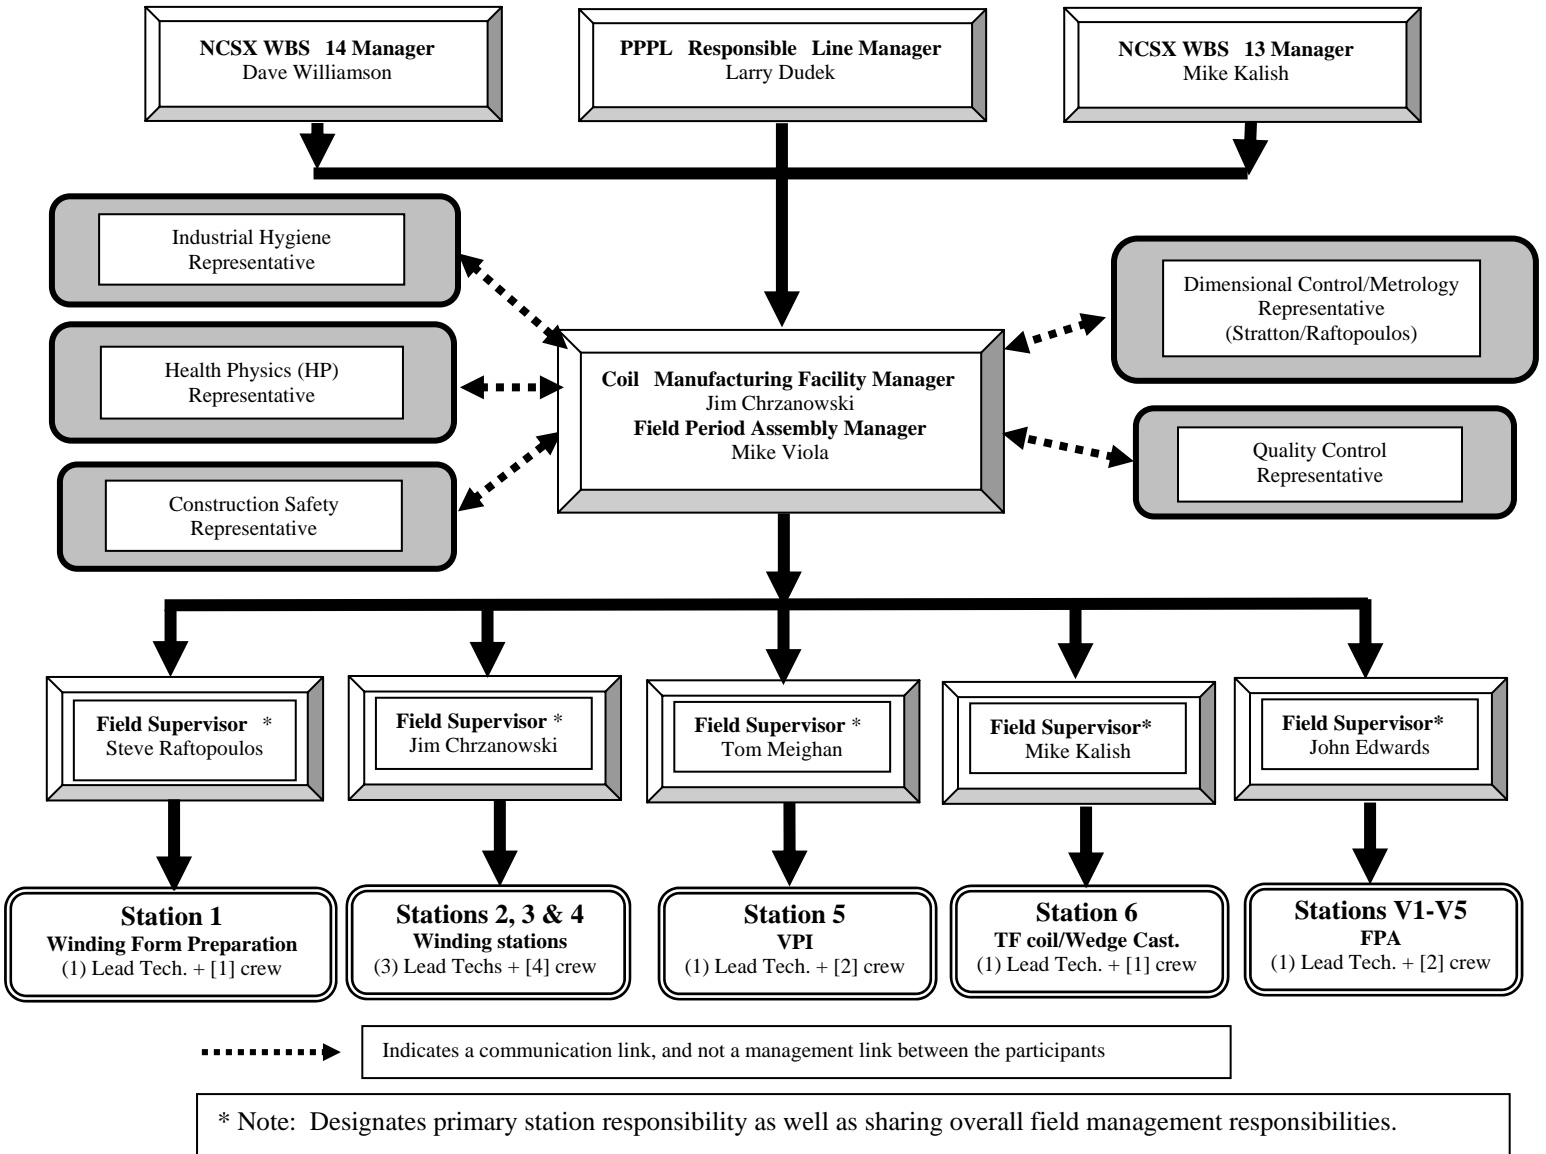 NCSX WBS 14 Manager
Dave Williamson
PPPL Responsible Line Manager
Larry Dudek
NCSX WBS 13 Manager
Mike Kalish
Industrial Hygiene
Representative
Health Physics (HP)
Representative
Construction Safety
Representative
Coil Manufacturing Facility Manager
Jim Chrzanowski
Field Period Assembly Manager
Mike Viola
Dimensional Control/Metrology
Representative
(Stratton/Raftopoulos)
Quality Control
Representative
Field Supervisor *
Steve Raftopoulos
Field Supervisor *
Jim Chrzanowski
Field Supervisor *
Tom Meighan
Field Supervisor*
Mike Kalish
Field Supervisor*
John Edwards
Station 1
Winding Form Preparation
(1) Lead Tech. + [1] crew
Stations 2, 3 & 4
Winding stations
(3) Lead Techs + [4] crew
Station 5
VPI
(1) Lead Tech. + [2] crew
Station 6
TF coil/Wedge Cast.
(1) Lead Tech. + [1] crew
Stations V1-V5
FPA
(1) Lead Tech. + [2] crew
Indicates a communication link, and not a management link between the participants
* Note: Designates primary station responsibility as well as sharing overall field management responsibilities.